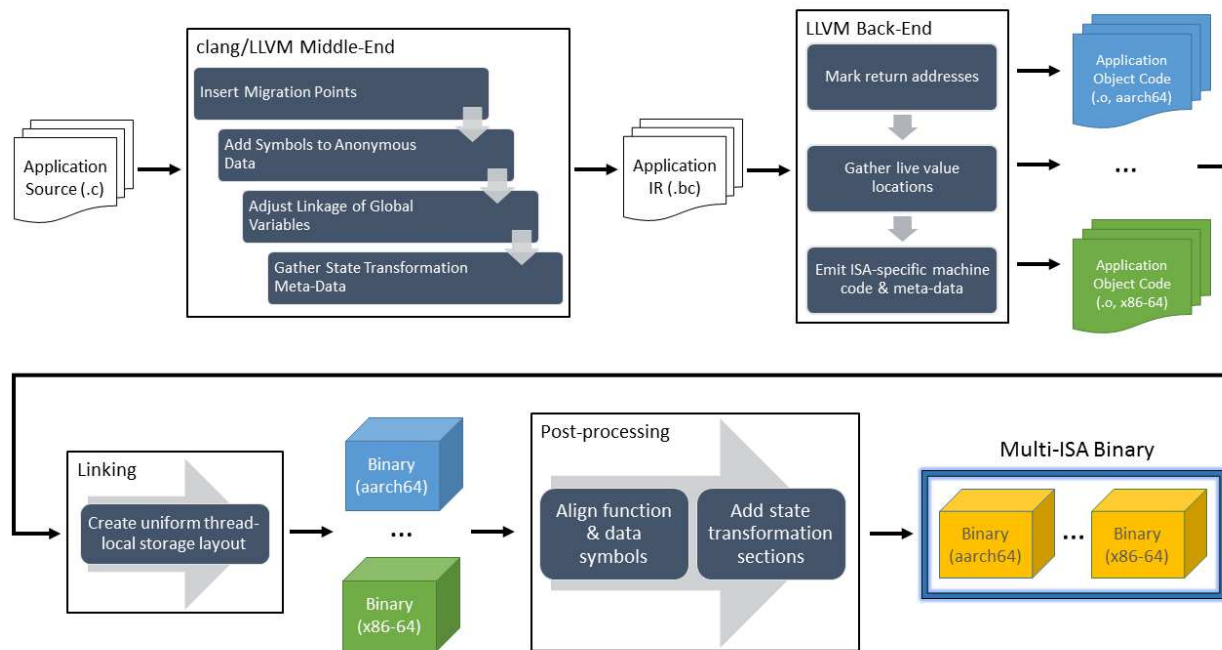 clang/LLVM Middle-End
Insert Migration Points
Add Symbols to Anonymous
Data
Adjust Linkage of Global
Variables
Gather State Transformation
Meta-Data
Application
Source (.c)
Application
IR (.bc)
LLVM Back-End
Mark return addresses
Gather live value
locations
Emit ISA-specific machine
code & meta-data
Application
Object Code
(.o, aarch64)
...
Application
Object Code
(.o, x86-64)
Linking
Create uniform thread-
local storage layout
Binary
(aarch64)
...
Binary
(x86-64)
Post-processing
Align function
& data
symbols
Add state
transformation
sections
Multi-ISA Binary
Binary
(aarch64)
...
Binary
(x86-64)